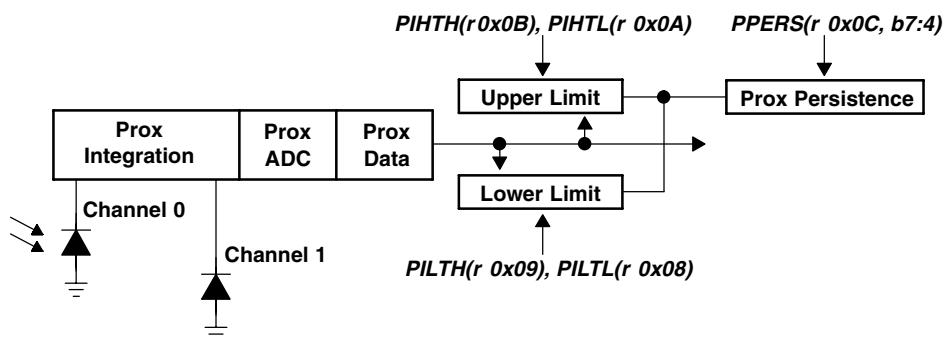 PIHTH(r 0x0B), PIHTL(r 0x0A)
PPERS(r 0x0C, b7:4)
Upper Limit
Prox Persistence
Prox
Integration
Prox
ADC
Prox
Data
Lower Limit
Channel 0
Channel 1
PILTH(r 0x09), PILTL(r 0x08)